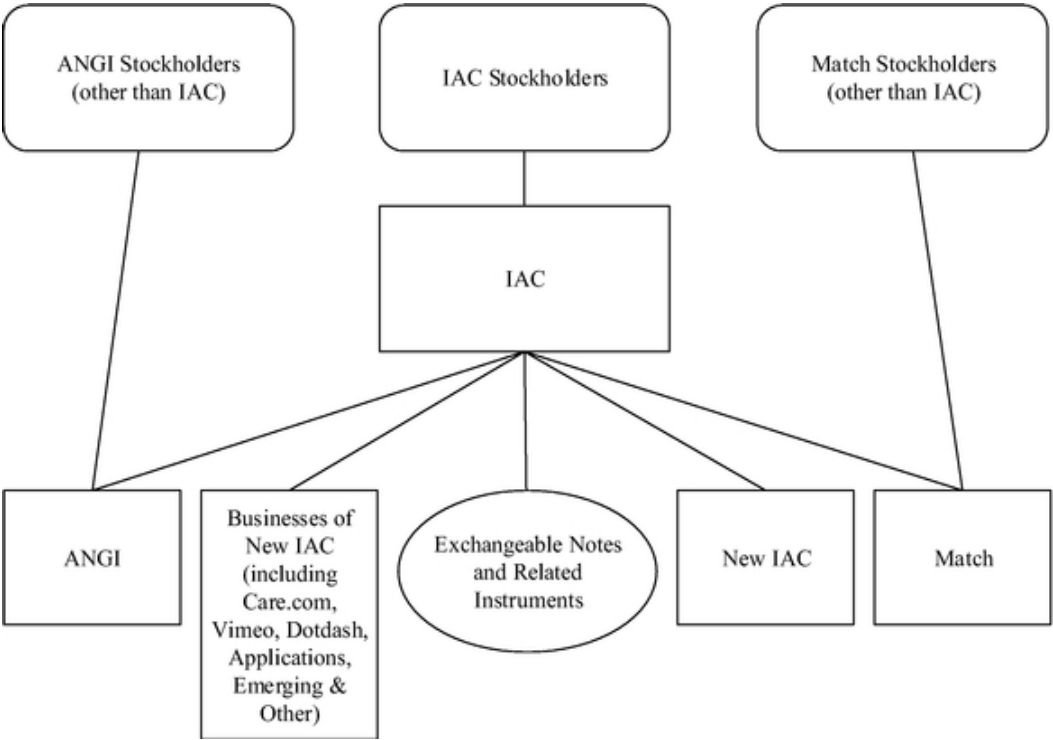 ANGI Stockholders
(other than IAC)
IAC Stockholders
Match Stockholders
(other than IAC)
IAC
ANGI
Businesses of
New IAC
(including
Care.com,
Vimeo, Dotdash,
Applications,
Emerging &
Other)
Exchangeable Notes
and Related
Instruments
New IAC
Match